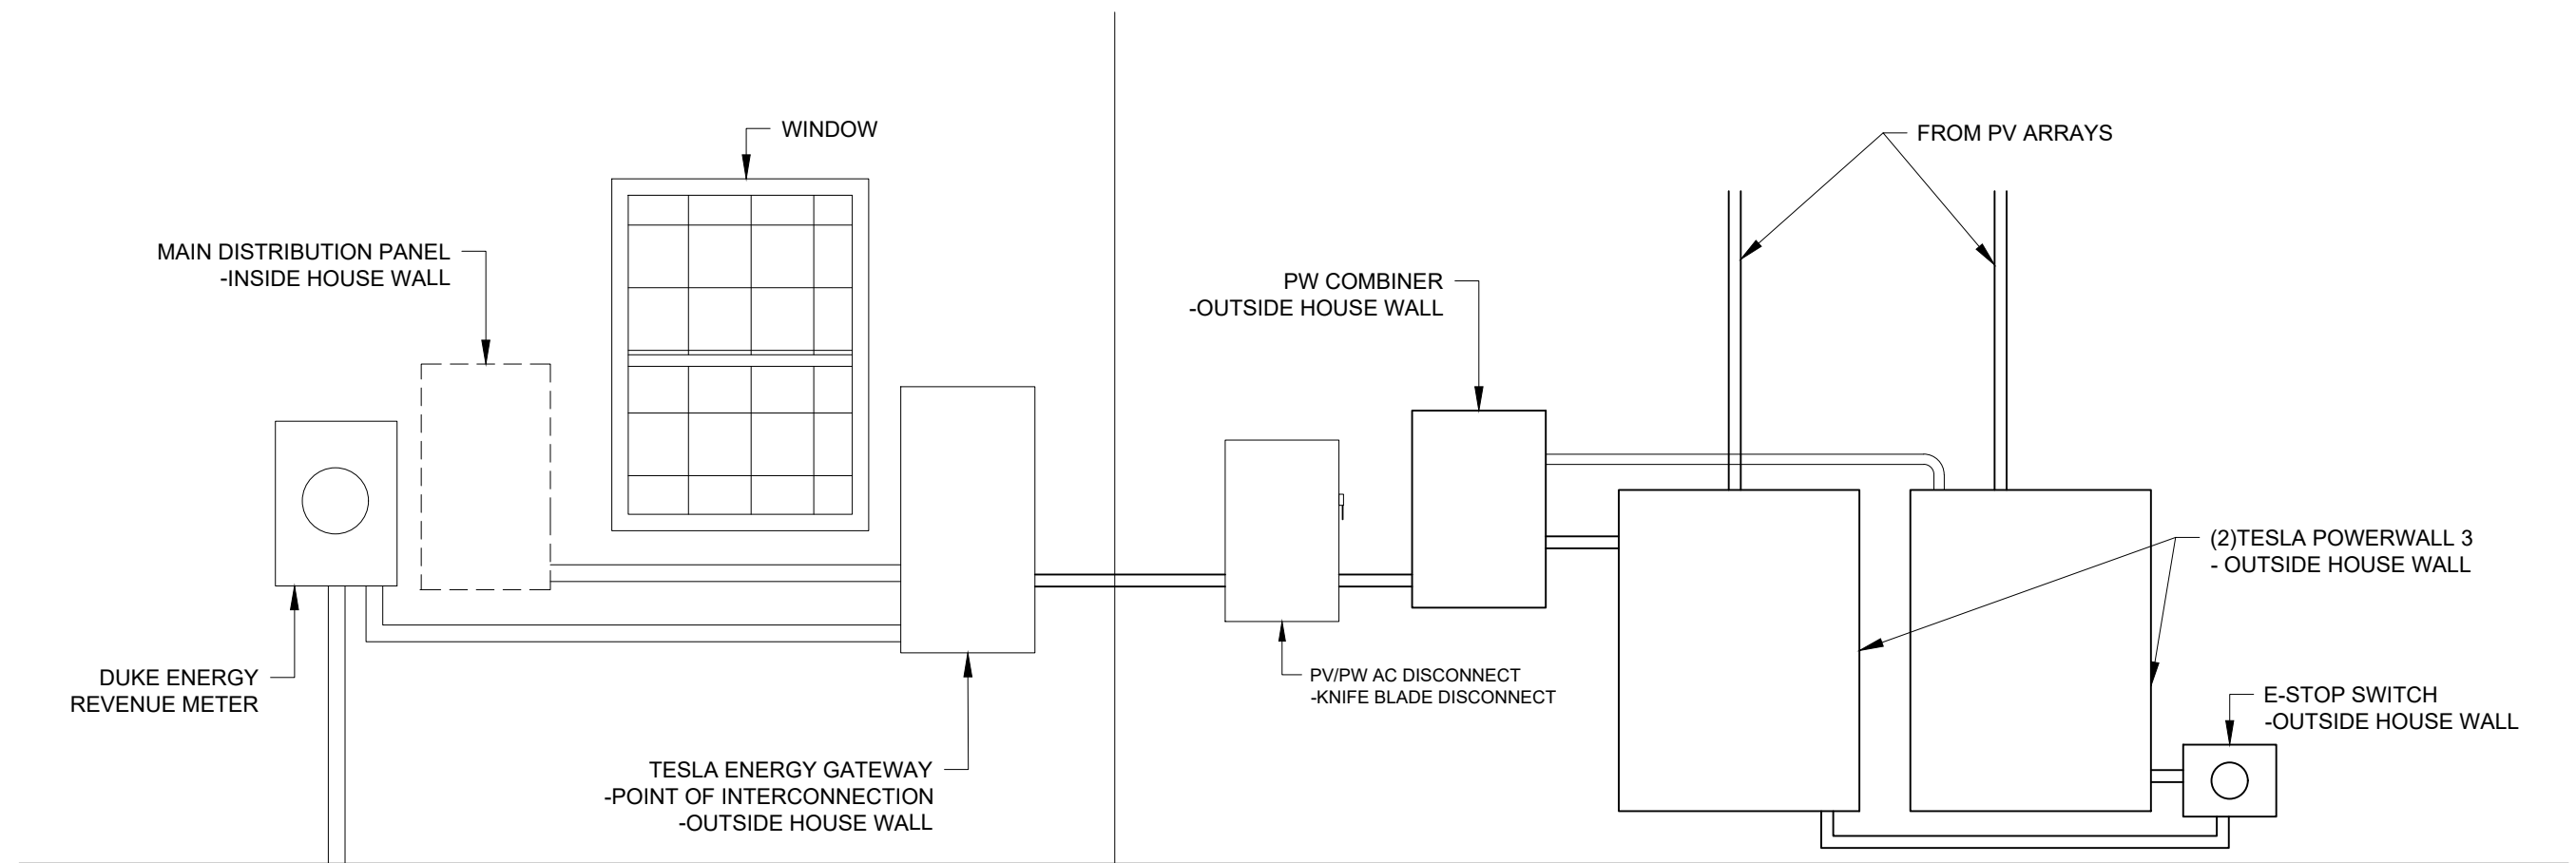 WINDOW
FROM PV ARRAYS
MAIN DISTRIBUTION PANEL
-INSIDE HOUSE WALL
PW COMBINER
-OUTSIDE HOUSE WALL
(2)TESLA POWERWALL 3
- OUTSIDE HOUSE WALL
DUKE ENERGY
REVENUE METER
PV/PW AC DISCONNECT
-KNIFE BLADE DISCONNECT
E-STOP SWITCH
-OUTSIDE HOUSE WALL
TESLA ENERGY GATEWAY
-POINT OF INTERCONNECTION
-OUTSIDE HOUSE WALL